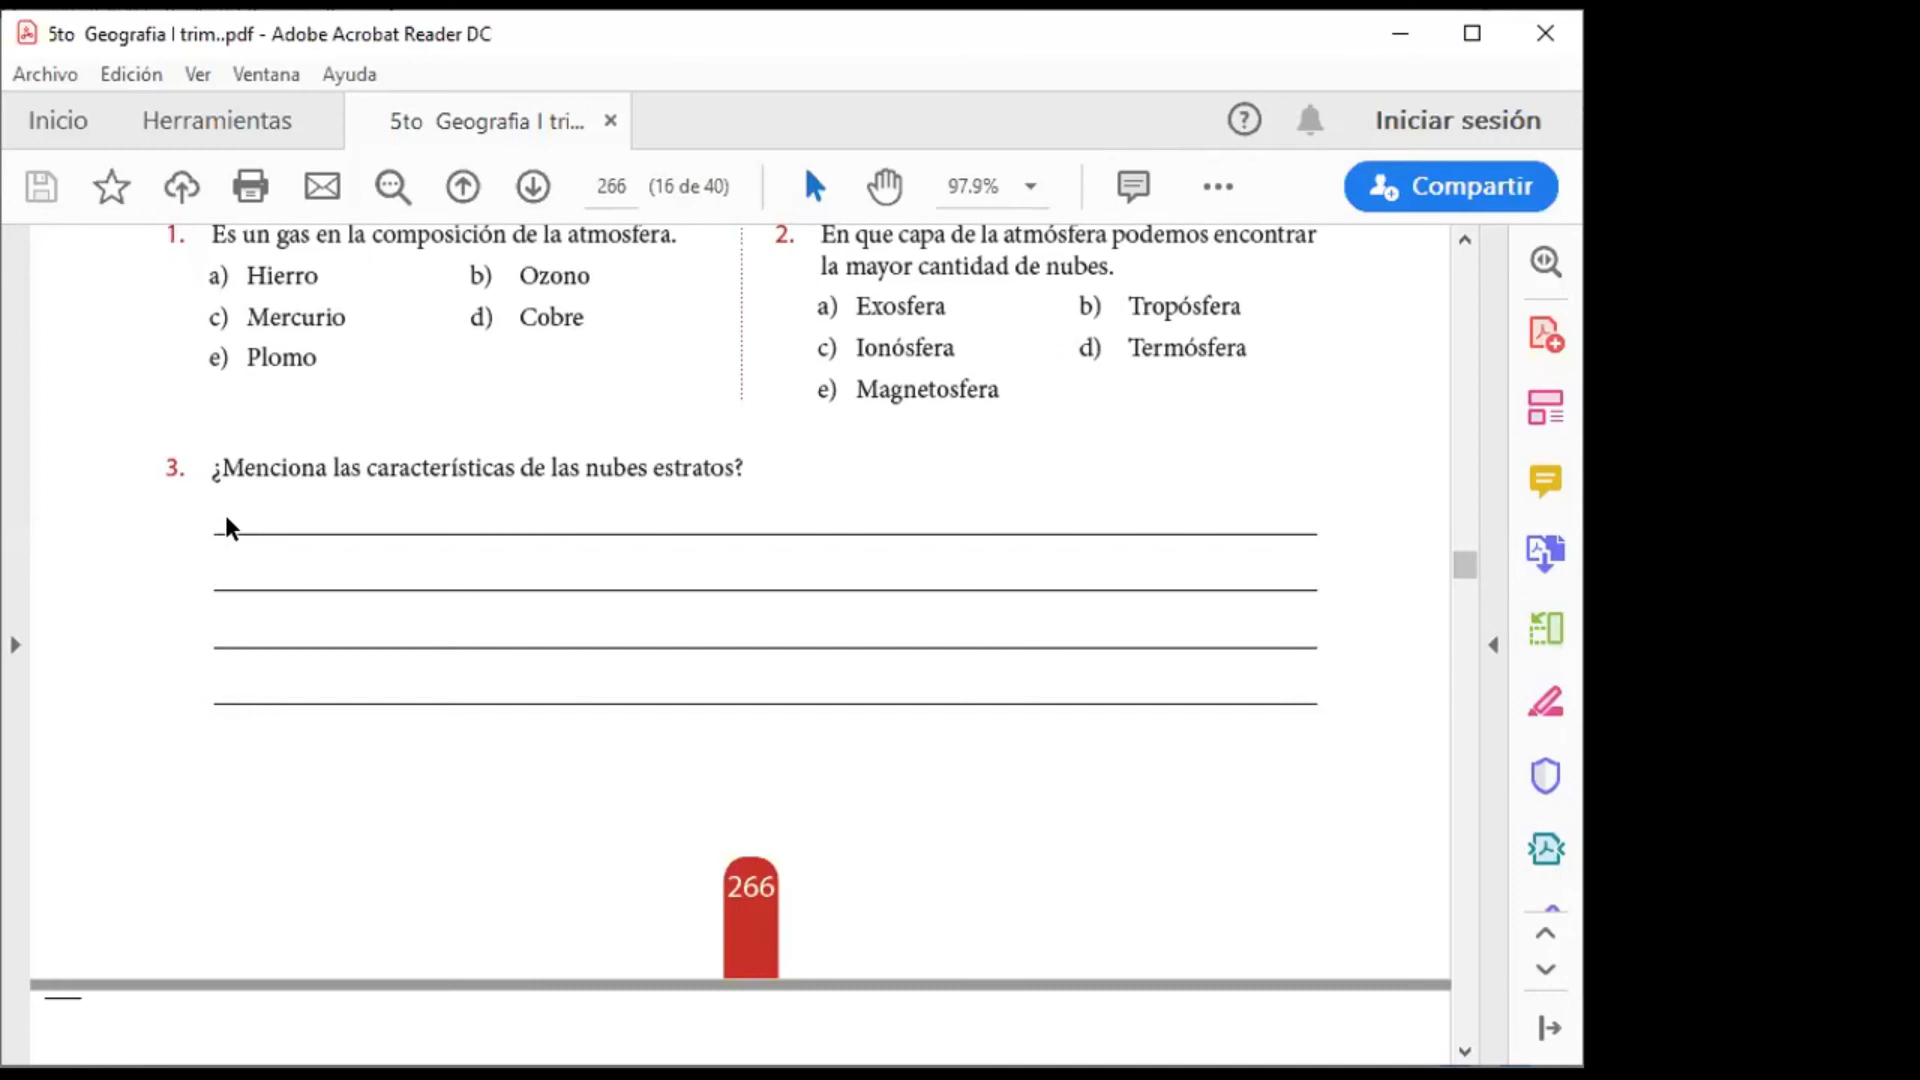 5to Geografia I trim..pdf - Adobe Acrobat Reader DC
Archivo Edición Ver Ventana Ayuda
Inicio Herramientas 5to Geografia I tri... Iniciar sesión
266 (16 de 40) 97.9% Compartir
1. Es un gas en la composición de la atmosfera.
a) Hierro b) Ozono
c) Mercurio d) Cobre
e) Plomo
2. En que capa de la atmósfera podemos encontrar
la mayor cantidad de nubes.
a) Exosfera b) Tropósfera
c) Ionósfera d) Termósfera
e) Magnetosfera
3. ¿Menciona las características de las nubes estratos?
266